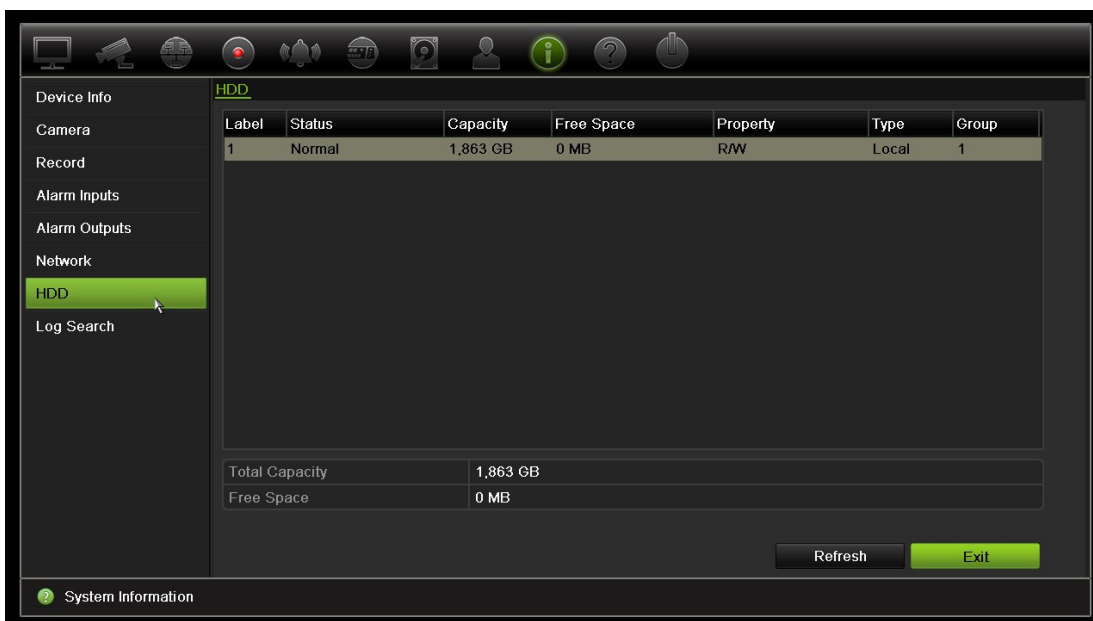 Device Info
Camera
Record
Alarm Inputs
Alarm Outputs
Network
HDD
Log Search
HDD
Label Status Capacity Free Space Property Type Group
1 Normal 1,863 GB 0 MB R/W Local 1
Total Capacity 1,863 GB
Free Space 0 MB
Refresh Exit
? System Information